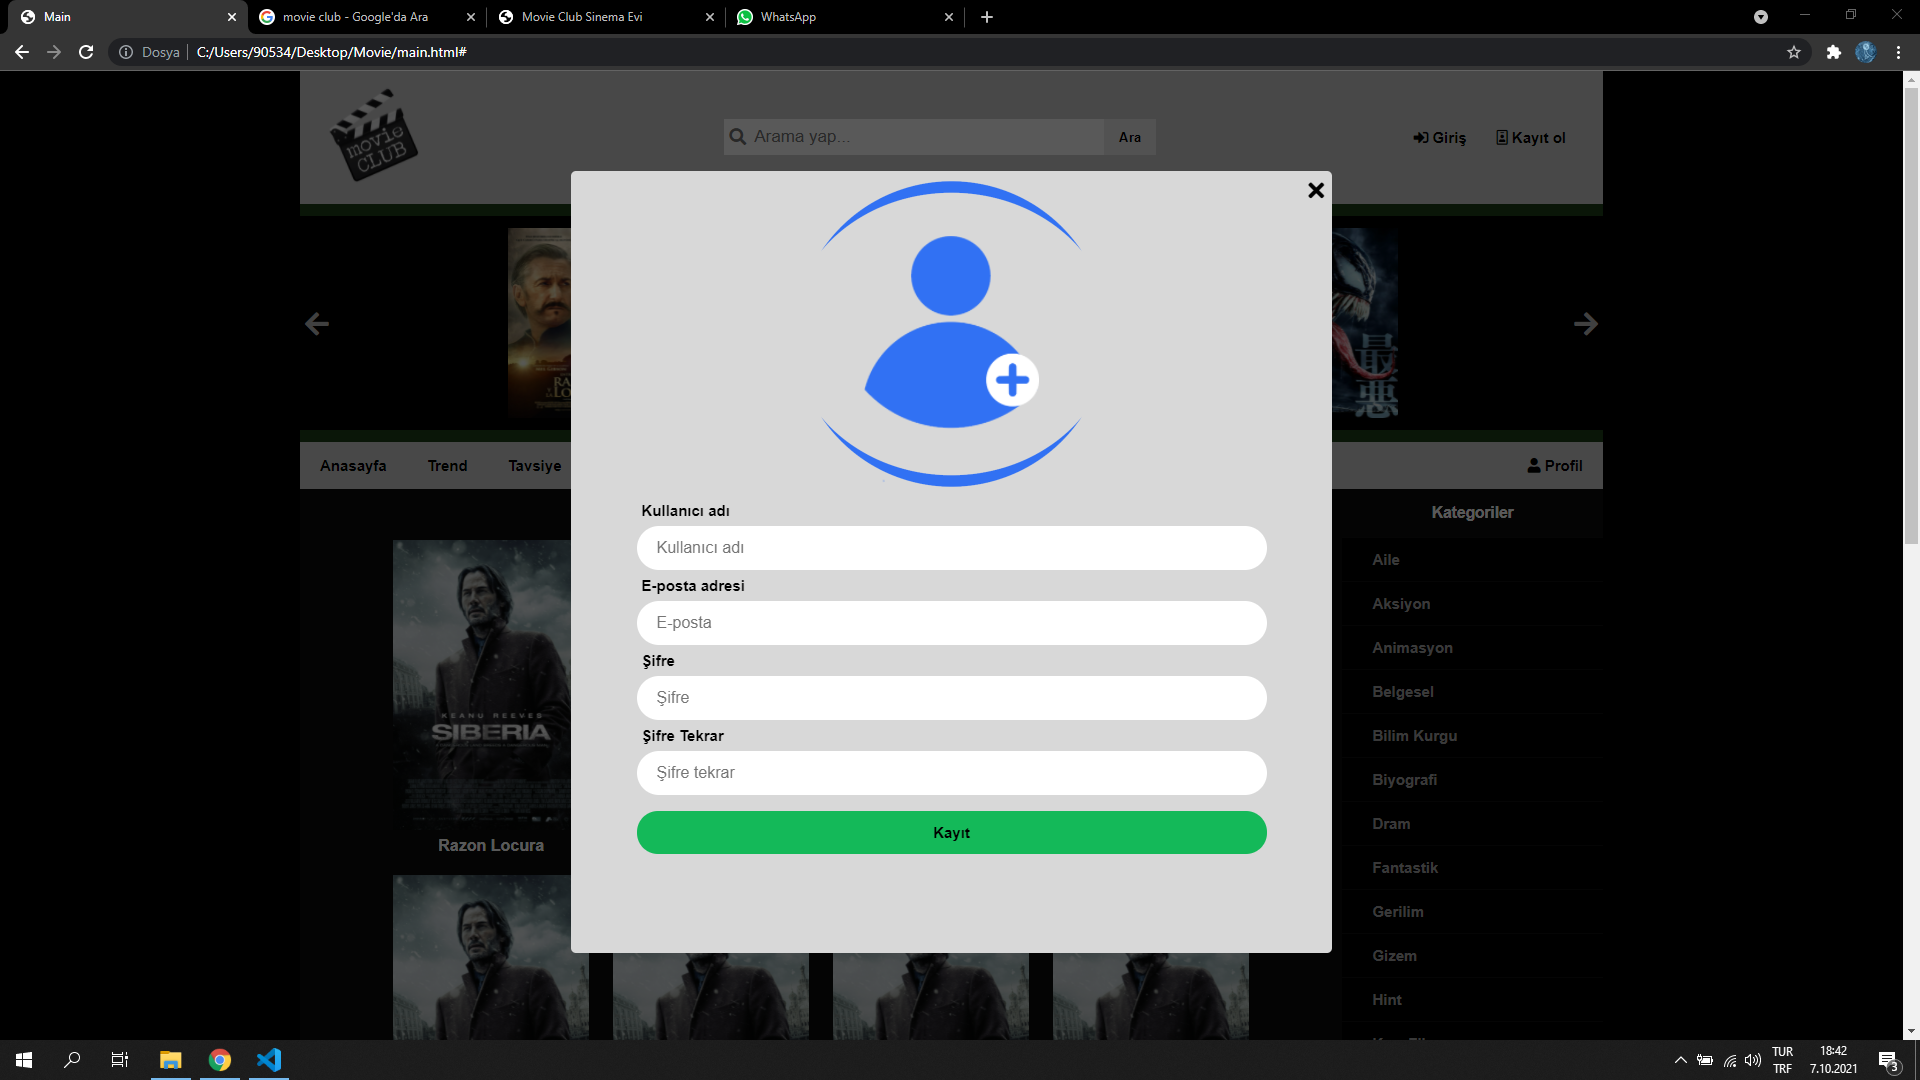 Main
movie club - Google'da Ara
Movie Club Sinema Evi
WhatsApp
Dosya
C:/Users/90534/Desktop/Movie/main.html#
movie
CLUB
Arama yap...
Ara
Giriş
Kayıt ol
最悪
Anasayfa
Trend
Tavsiye
Profil
Kullanıcı adı
Kullanıcı adı
E-posta adresi
E-posta
Şifre
Şifre
Şifre Tekrar
Şifre tekrar
Kayıt
KEANU REEVES
SIBERIA
Razon Locura
Kategoriler
Aile
Aksiyon
Animasyon
Belgesel
Bilim Kurgu
Biyografi
Dram
Fantastik
Gerilim
Gizem
Hint
TUR
TRF
18:42
7.10.2021
3